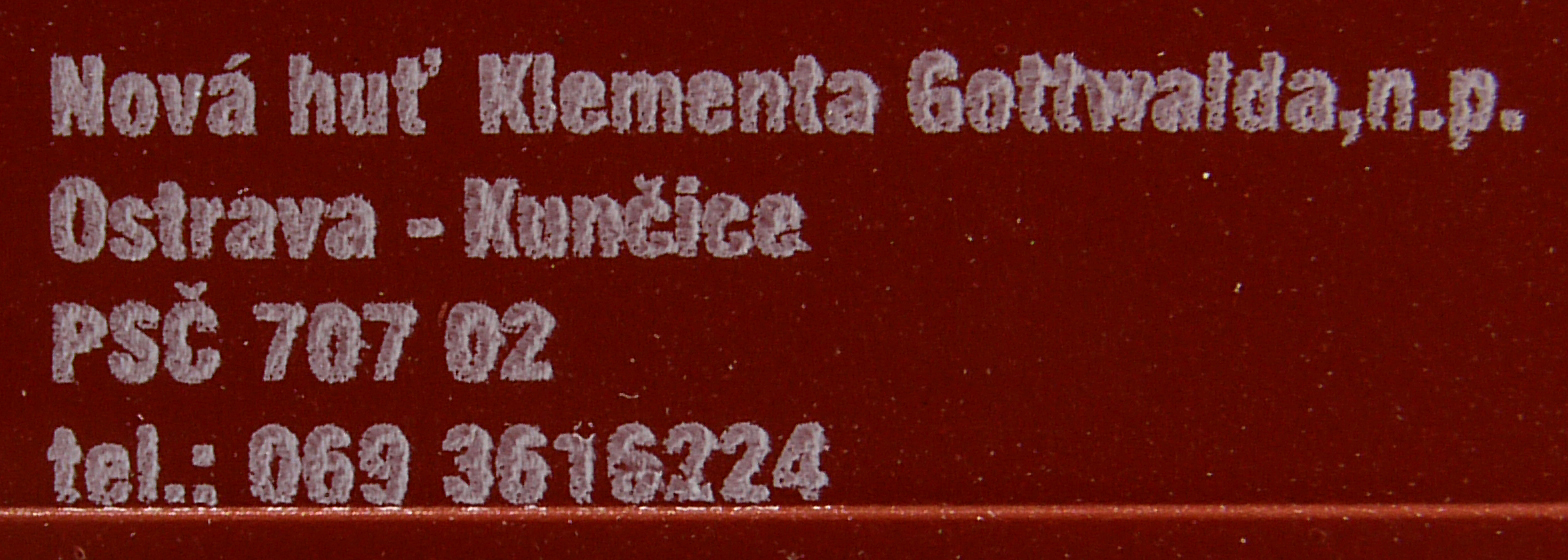 Nová huť Klementa Gottwalda,n.p.
Ostrava - Kunčice
PSČ 707 02
tel.: 069 3616224